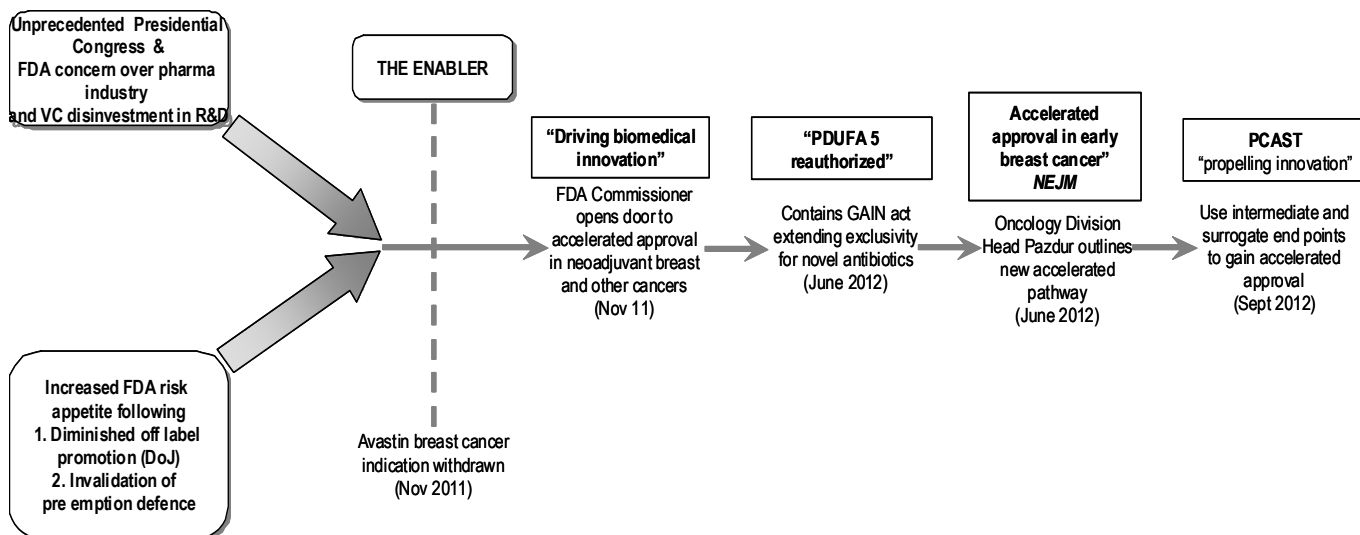 Unprecedented Presidential
Congress &
FDA concern over pharma
industry
and VC disinvestment in R&D
THE ENABLER
“Driving biomedical
innovation”
FDA Commissioner
opens door to
accelerated approval
in neoadjuvant breast
and other cancers
(Nov 11)
“PDUFA 5
reauthorized”
Contains GAIN act
extending exclusivity
for novel antibiotics
(June 2012)
Accelerated
approval in early
breast cancer”
NEJM
Oncology Division
Head Pazdur outlines
new accelerated
pathway
(June 2012)
PCAST
“propelling innovation”
Use intermediate and
surrogate end points
to gain accelerated
approval
(Sept 2012)
Increased FDA risk
appetite following
1. Diminished off label
promotion (DoJ)
2. Invalidation of
pre emption defence
Avastin breast cancer
indication withdrawn
(Nov 2011)